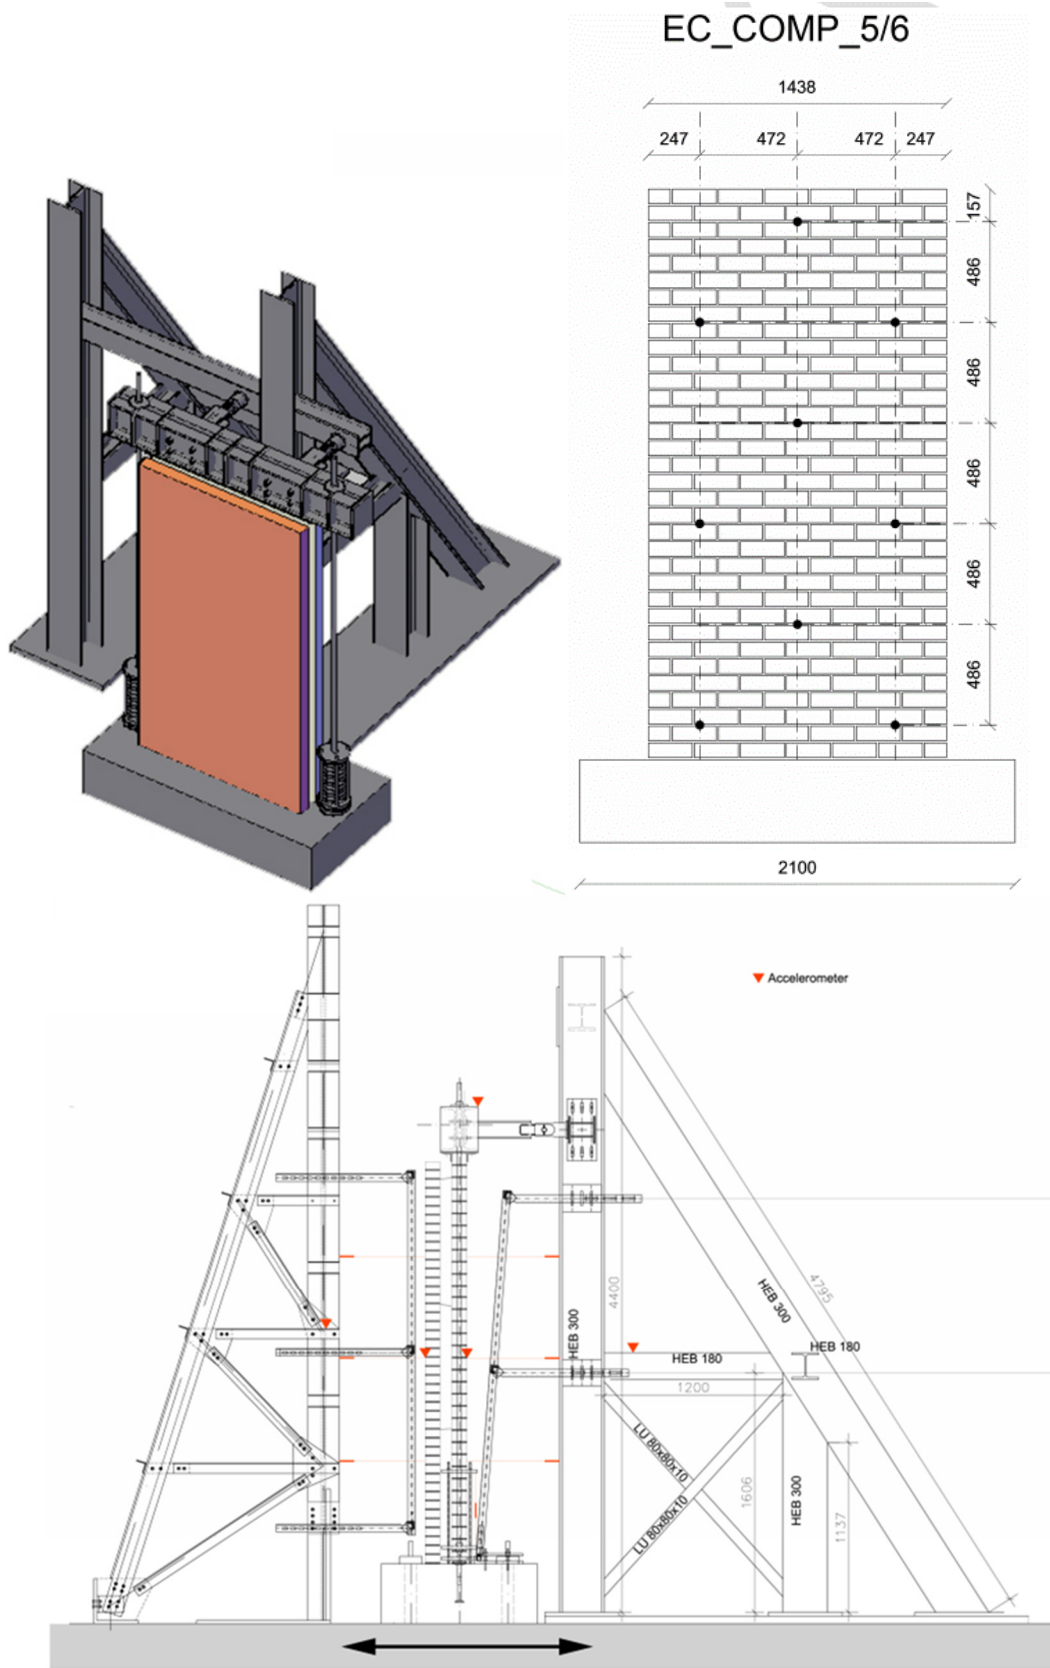 EC_COMP_5/6
1438
247 472 472 247
157
486
486
486
486
486
2100
Accelerometer
4400
HEB 300
4795
HEB 300
HEB 180
HEB 180
1200
LU 80x80x10
LU 80x80x10
1606
HEB 300
1137